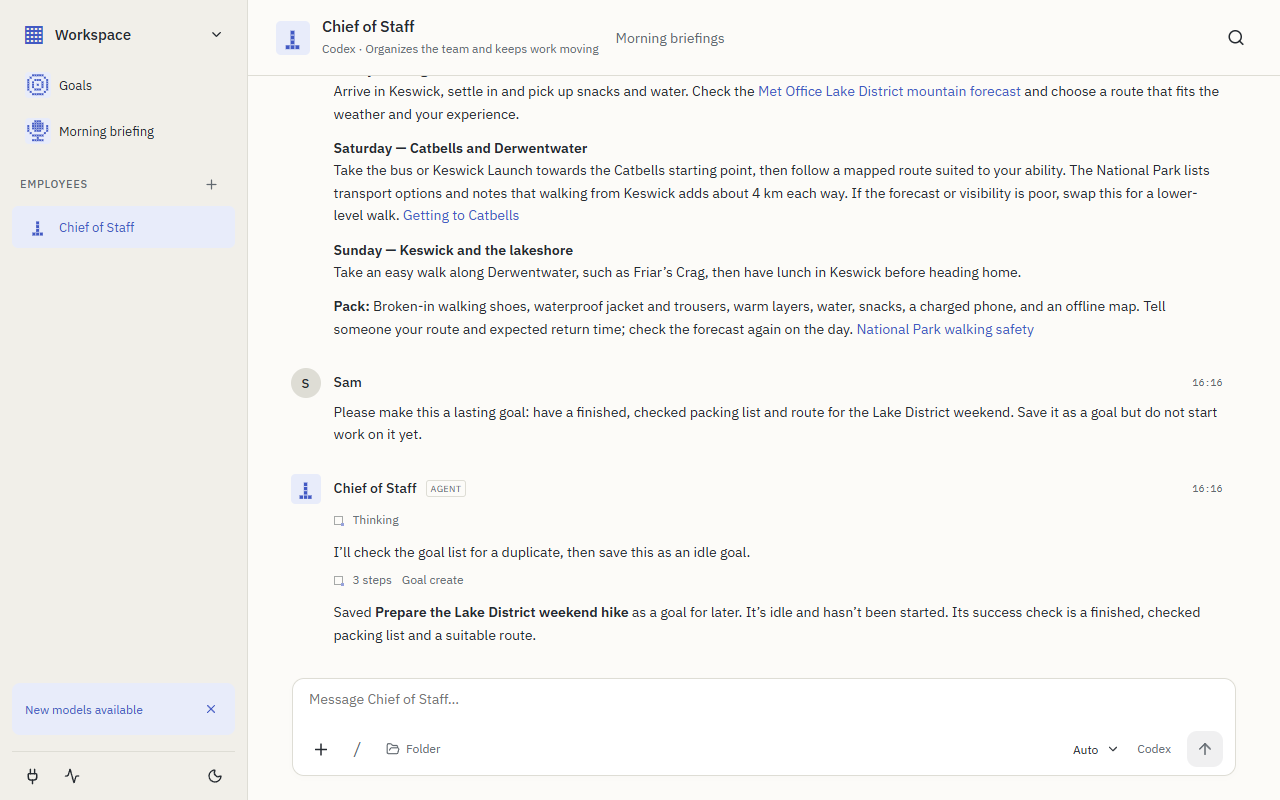 Workspace
Goals
Morning briefing
EMPLOYEES
Chief of Staff
New models available
Chief of Staff
Codex · Organizes the team and keeps work moving
Morning briefings
Arrive in Keswick, settle in and pick up snacks and water. Check the Met Office Lake District mountain forecast and choose a route that fits the
weather and your experience.
Saturday — Catbells and Derwentwater
Take the bus or Keswick Launch towards the Catbells starting point, then follow a mapped route suited to your ability. The National Park lists
transport options and notes that walking from Keswick adds about 4 km each way. If the forecast or visibility is poor, swap this for a lower-
level walk. Getting to Catbells
Sunday — Keswick and the lakeshore
Take an easy walk along Derwentwater, such as Friar’s Crag, then have lunch in Keswick before heading home.
Pack: Broken-in walking shoes, waterproof jacket and trousers, warm layers, water, snacks, a charged phone, and an offline map. Tell
someone your route and expected return time; check the forecast again on the day. National Park walking safety
S
Sam
16:16
Please make this a lasting goal: have a finished, checked packing list and route for the Lake District weekend. Save it as a goal but do not start
work on it yet.
Chief of Staff
AGENT
16:16
Thinking
I’ll check the goal list for a duplicate, then save this as an idle goal.
3 steps Goal create
Saved Prepare the Lake District weekend hike as a goal for later. It’s idle and hasn’t been started. Its success check is a finished, checked
packing list and a suitable route.
Message Chief of Staff...
/
Folder
Auto
Codex